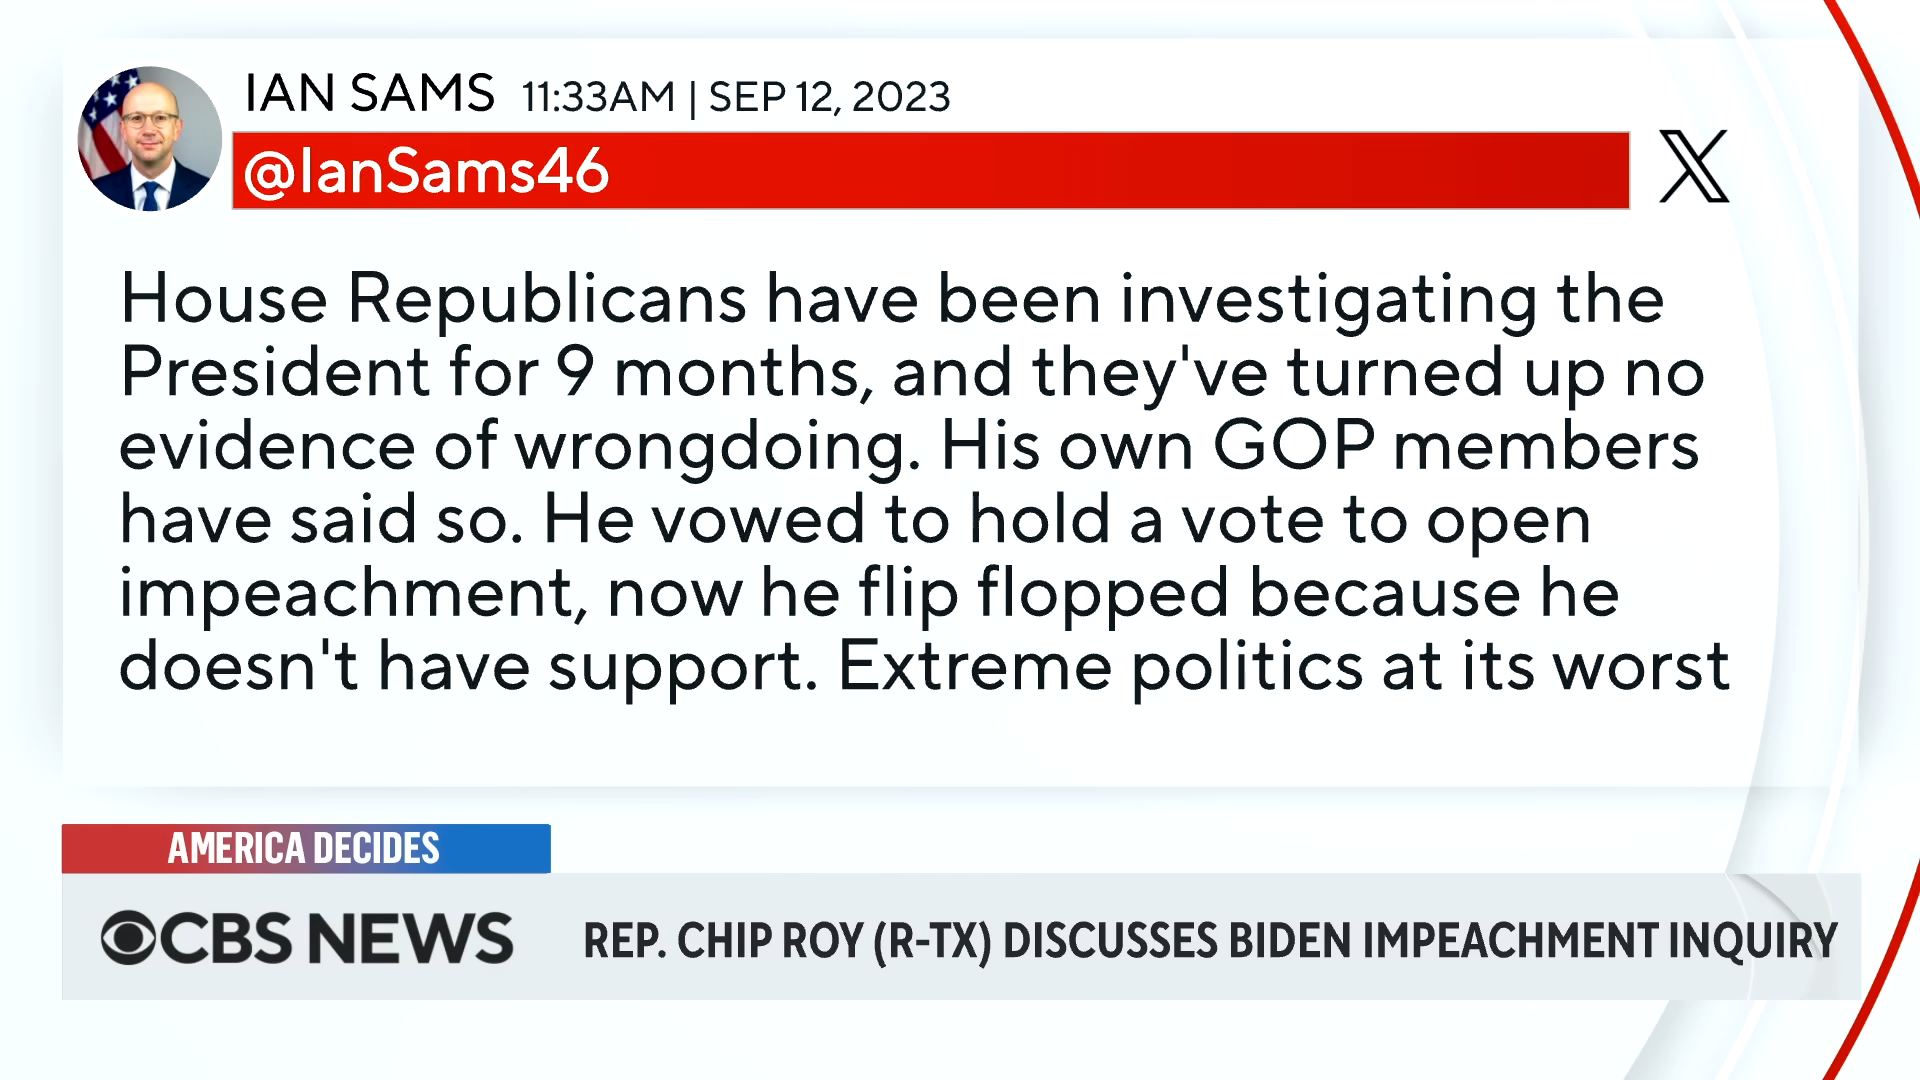 IAN SAMS 11:33AM | SEP 12, 2023
@IanSams46
House Republicans have been investigating the
President for 9 months, and they've turned up no
evidence of wrongdoing. His own GOP members
have said so. He vowed to hold a vote to open
impeachment, now he flip flopped because he
doesn't have support. Extreme politics at its worst
AMERICA DECIDES
CBS NEWS
REP. CHIP ROY (R-TX) DISCUSSES BIDEN IMPEACHMENT INQUIRY